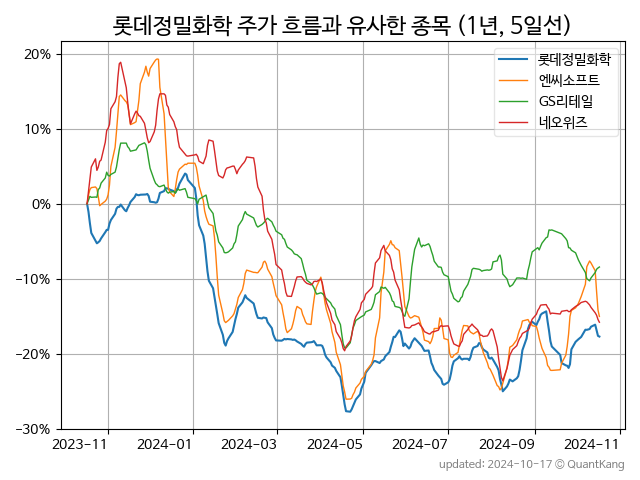 롯데정밀화학 주가 흐름과 유사한 종목 (1년, 5일선)
롯데정밀화학
엔씨소프트
GS리테일
네오위즈
20%
10%
0%
−10%
−20%
−30%
2023-11 2024-01 2024-03 2024-05 2024-07 2024-09 2024-11
updated: 2024-10-17 © QuantKang